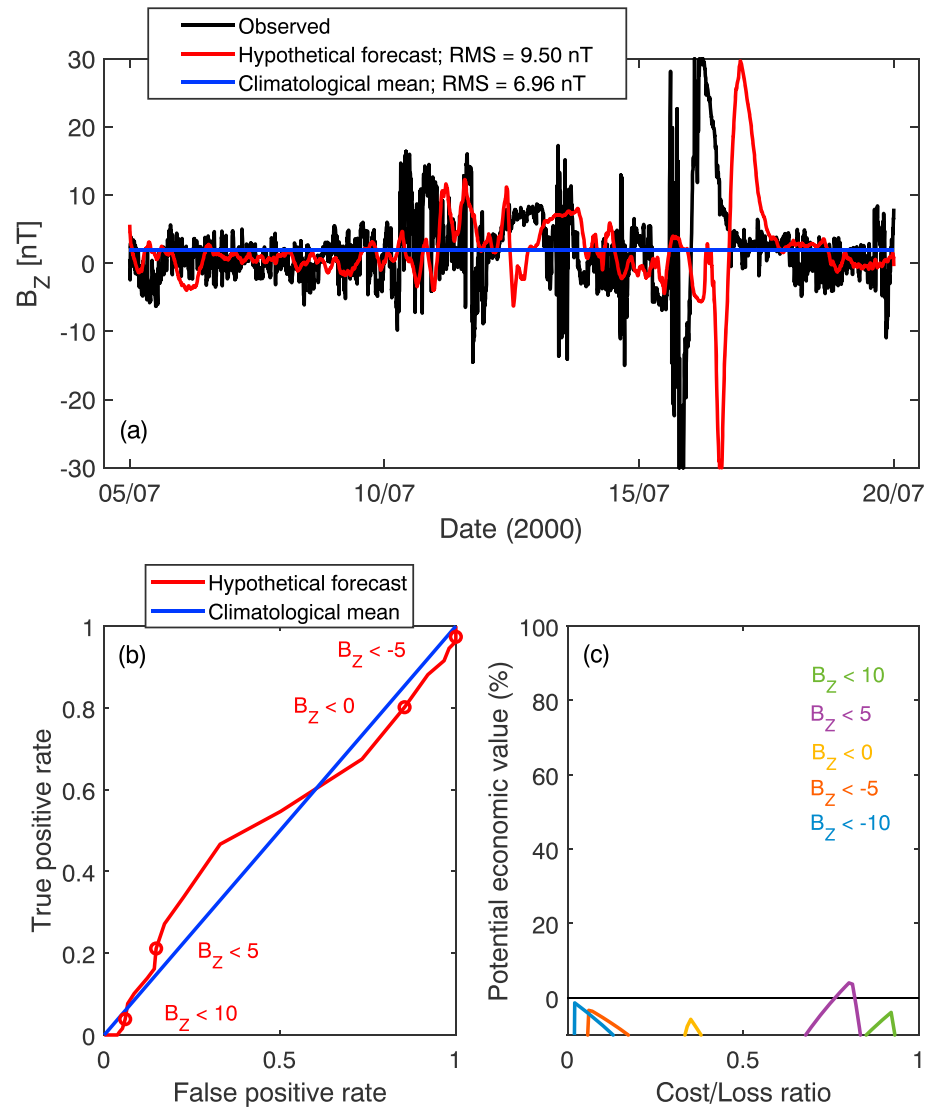 Observed
Hypothetical forecast; RMS = 9.50 nT
Climatological mean; RMS = 6.96 nT
30
20
10
0
-10
-20
-30
B_Z [nT]
(a)
05/07
10/07
15/07
20/07
Date (2000)
Hypothetical forecast
Climatological mean
1
0.8
0.6
0.4
0.2
0
True positive rate
(b)
B_Z < -5
B_Z < 0
B_Z < 5
B_Z < 10
0
0.5
1
False positive rate
100
80
60
40
20
0
Potential economic value (%)
(c)
B_Z < 10
B_Z < 5
B_Z < 0
B_Z < -5
B_Z < -10
0
0.5
1
Cost/Loss ratio